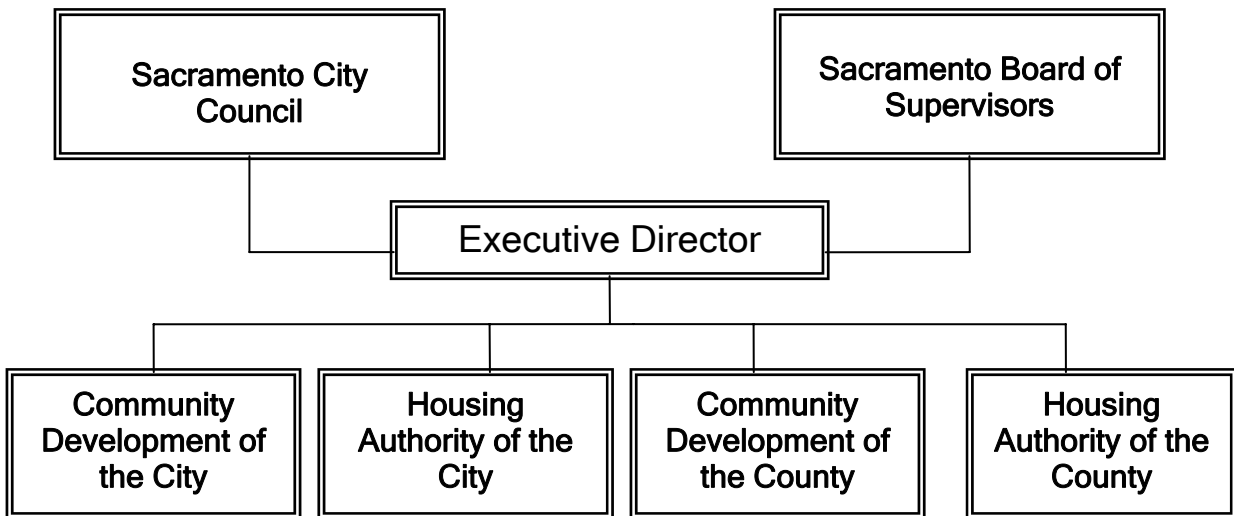 Sacramento City
Council
Sacramento Board of
Supervisors
Executive Director
Community
Development of
the City
Housing
Authority of the
City
Community
Development of
the County
Housing
Authority of the
County